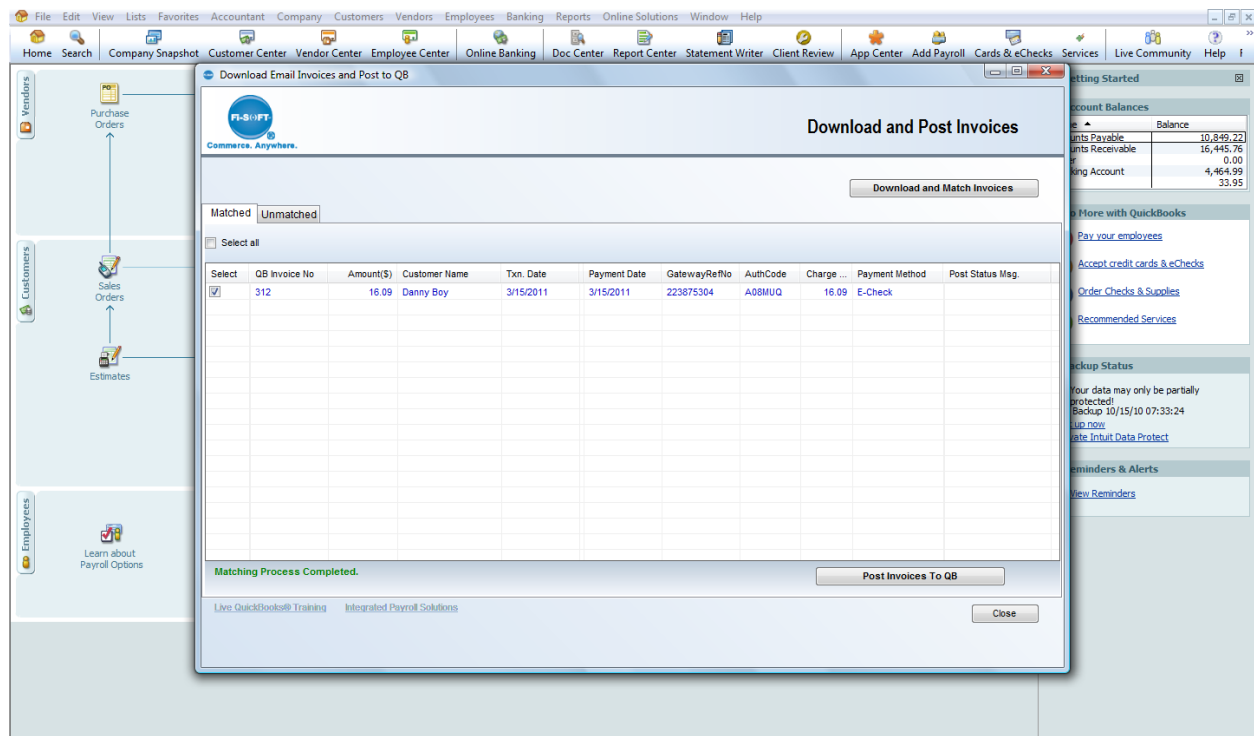 File Edit View Lists Favorites Accountant Company Customers Vendors Employees Banking Reports Online Solutions Window Help
Home Search Company Snapshot Customer Center Vendor Center Employee Center Online Banking Doc Center Report Center Statement Writer Client Review App Center Add Payroll Cards & eChecks Services Live Community Help
Vendors
PO
Purchase
Orders
Customers
Sales
Orders
Estimates
Employees
Learn about
Payroll Options
Download Email Invoices and Post to QB
FI-SOFT
Commerce. Anywhere.
Download and Post Invoices
Download and Match Invoices
Matched Unmatched
Select all
Select QB Invoice No Amount($) Customer Name Txn. Date Payment Date GatewayRefNo AuthCode Charge ... Payment Method Post Status Msg.
312 16.09 Danny Boy 3/15/2011 3/15/2011 223875304 A08MUQ 16.09 E-Check
Matching Process Completed.
Post Invoices To QB
Live QuickBooks® Training Integrated Payroll Solutions
Close
etting Started
ccount Balances
e Balance
unts Payable 10,849.22
unts Receivable 16,445.76
er 0.00
king Account 4,464.99
33.95
o More with QuickBooks
Pay your employees
Accept credit cards & eChecks
Order Checks & Supplies
Recommended Services
ackup Status
Your data may only be partially
protected!
Backup 10/15/10 07:33:24
up now
vate Intuit Data Protect
eminders & Alerts
View Reminders